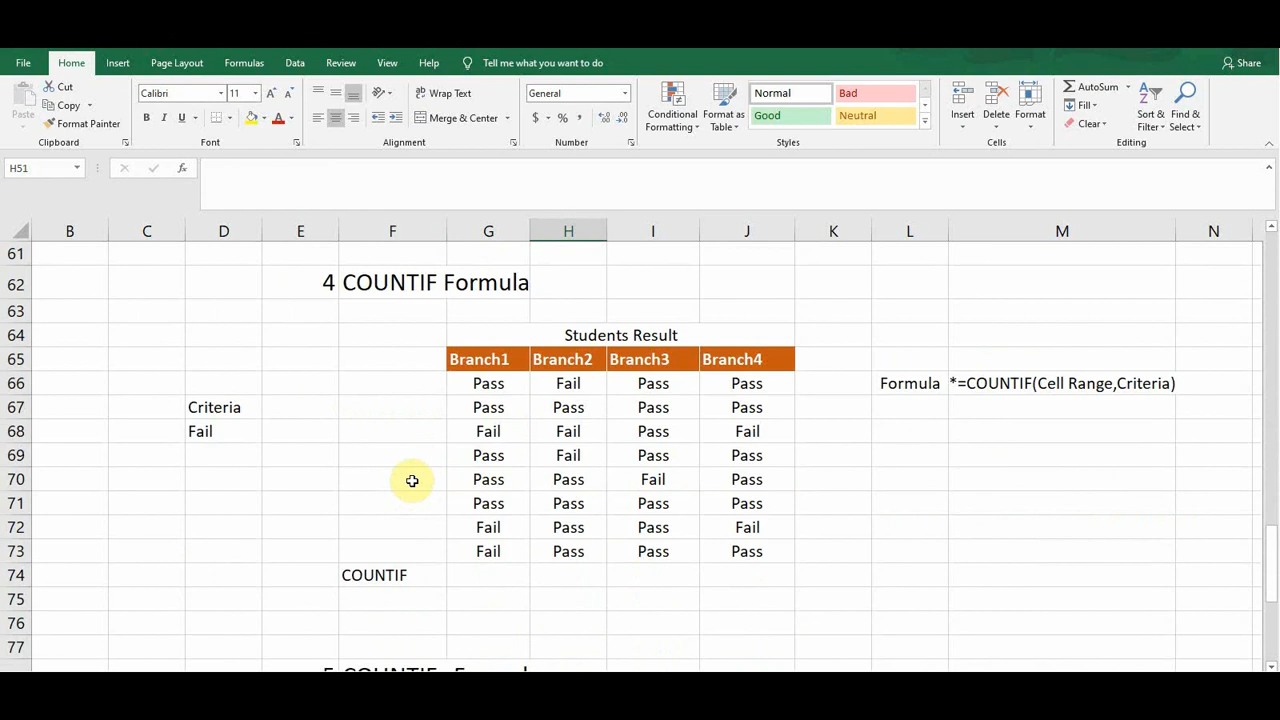 File Home Insert Page Layout Formulas Data Review View Help Tell me what you want to do Share
Paste Cut Copy Format Painter
Calibri 11 B I U A A A
Wrap Text Merge & Center
General $ % ,
Conditional Formatting Format as Table
Normal Bad Good Neutral
Insert Delete Format
AutoSum Fill Clear Sort & Filter Find & Select
Clipboard Font Alignment Number Styles Cells Editing
H51 fx
B C D E F G H I J K L M N
61
62 4 COUNTIF Formula
63
64 Students Result
65 Branch1 Branch2 Branch3 Branch4
66 Pass Fail Pass Pass Formula *=COUNTIF(Cell Range,Criteria)
67 Criteria Pass Pass Pass Pass
68 Fail Fail Fail Pass Fail
69 Pass Fail Pass Pass
70 Pass Pass Fail Pass
71 Pass Pass Pass Pass
72 Fail Pass Pass Fail
73 Fail Pass Pass Pass
74 COUNTIF
75
76
77